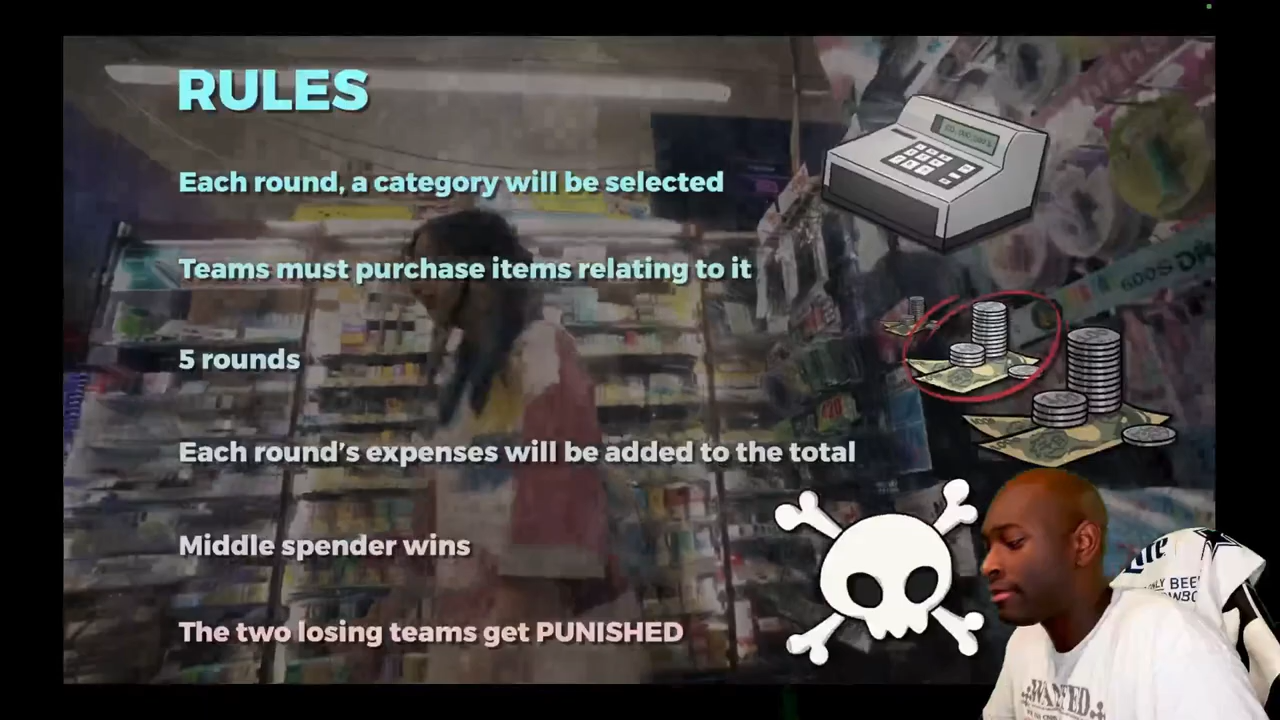 RULES
Each round, a category will be selected
Teams must purchase items relating to it
5 rounds
Each round's expenses will be added to the total
Middle spender wins
The two losing teams get PUNISHED